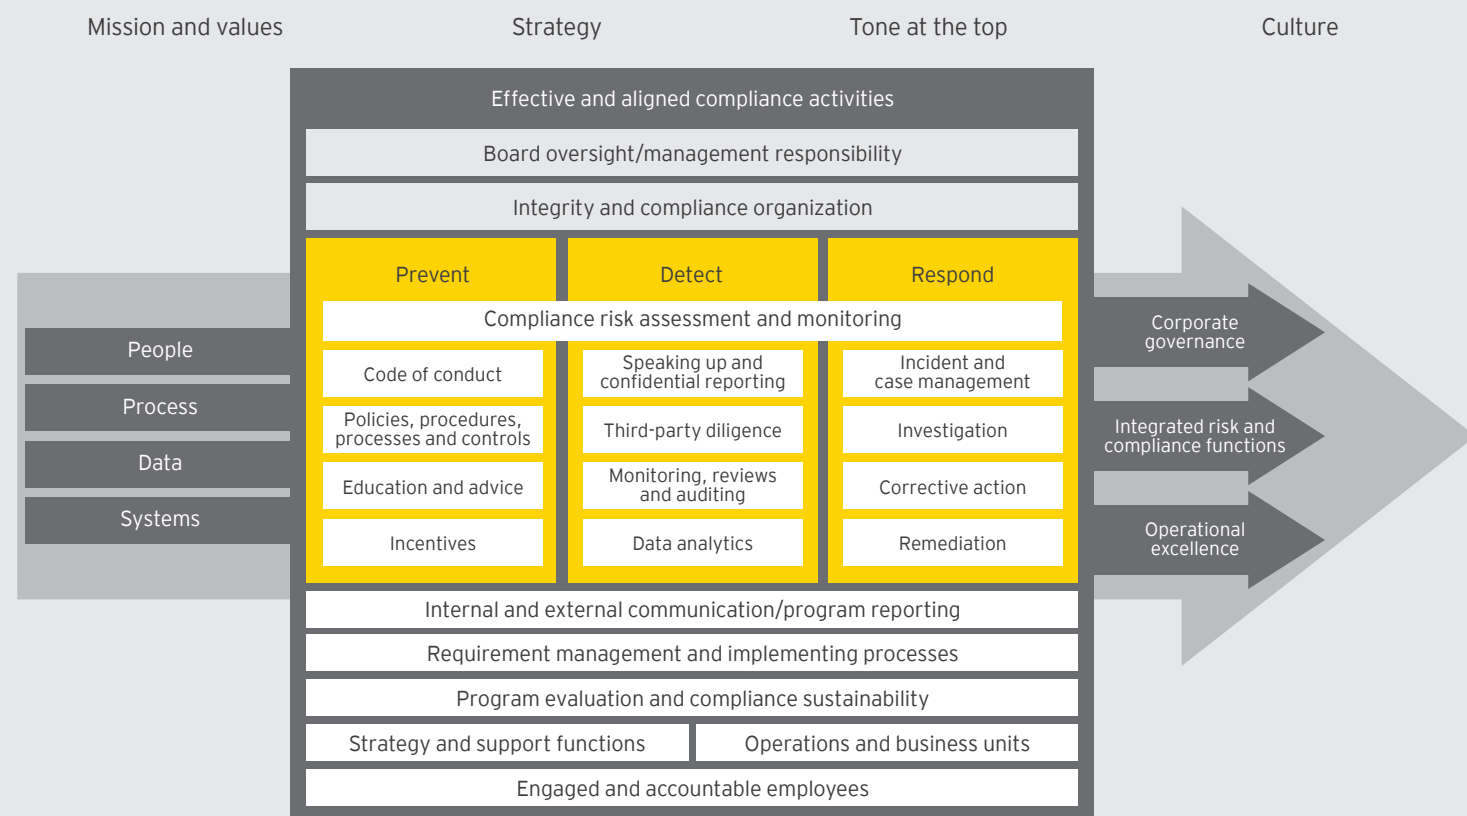 Mission and values
Strategy
Tone at the top
Culture
Effective and aligned compliance activities
Board oversight/management responsibility
Integrity and compliance organization
People
Process
Data
Systems
Prevent
Detect
Respond
Compliance risk assessment and monitoring
Code of conduct
Policies, procedures,
processes and controls
Education and advice
Incentives
Speaking up and
confidential reporting
Third-party diligence
Monitoring, reviews
and auditing
Data analytics
Incident and
case management
Investigation
Corrective action
Remediation
Corporate
governance
Integrated risk and
compliance functions
Operational
excellence
Internal and external communication/program reporting
Requirement management and implementing processes
Program evaluation and compliance sustainability
Strategy and support functions
Operations and business units
Engaged and accountable employees